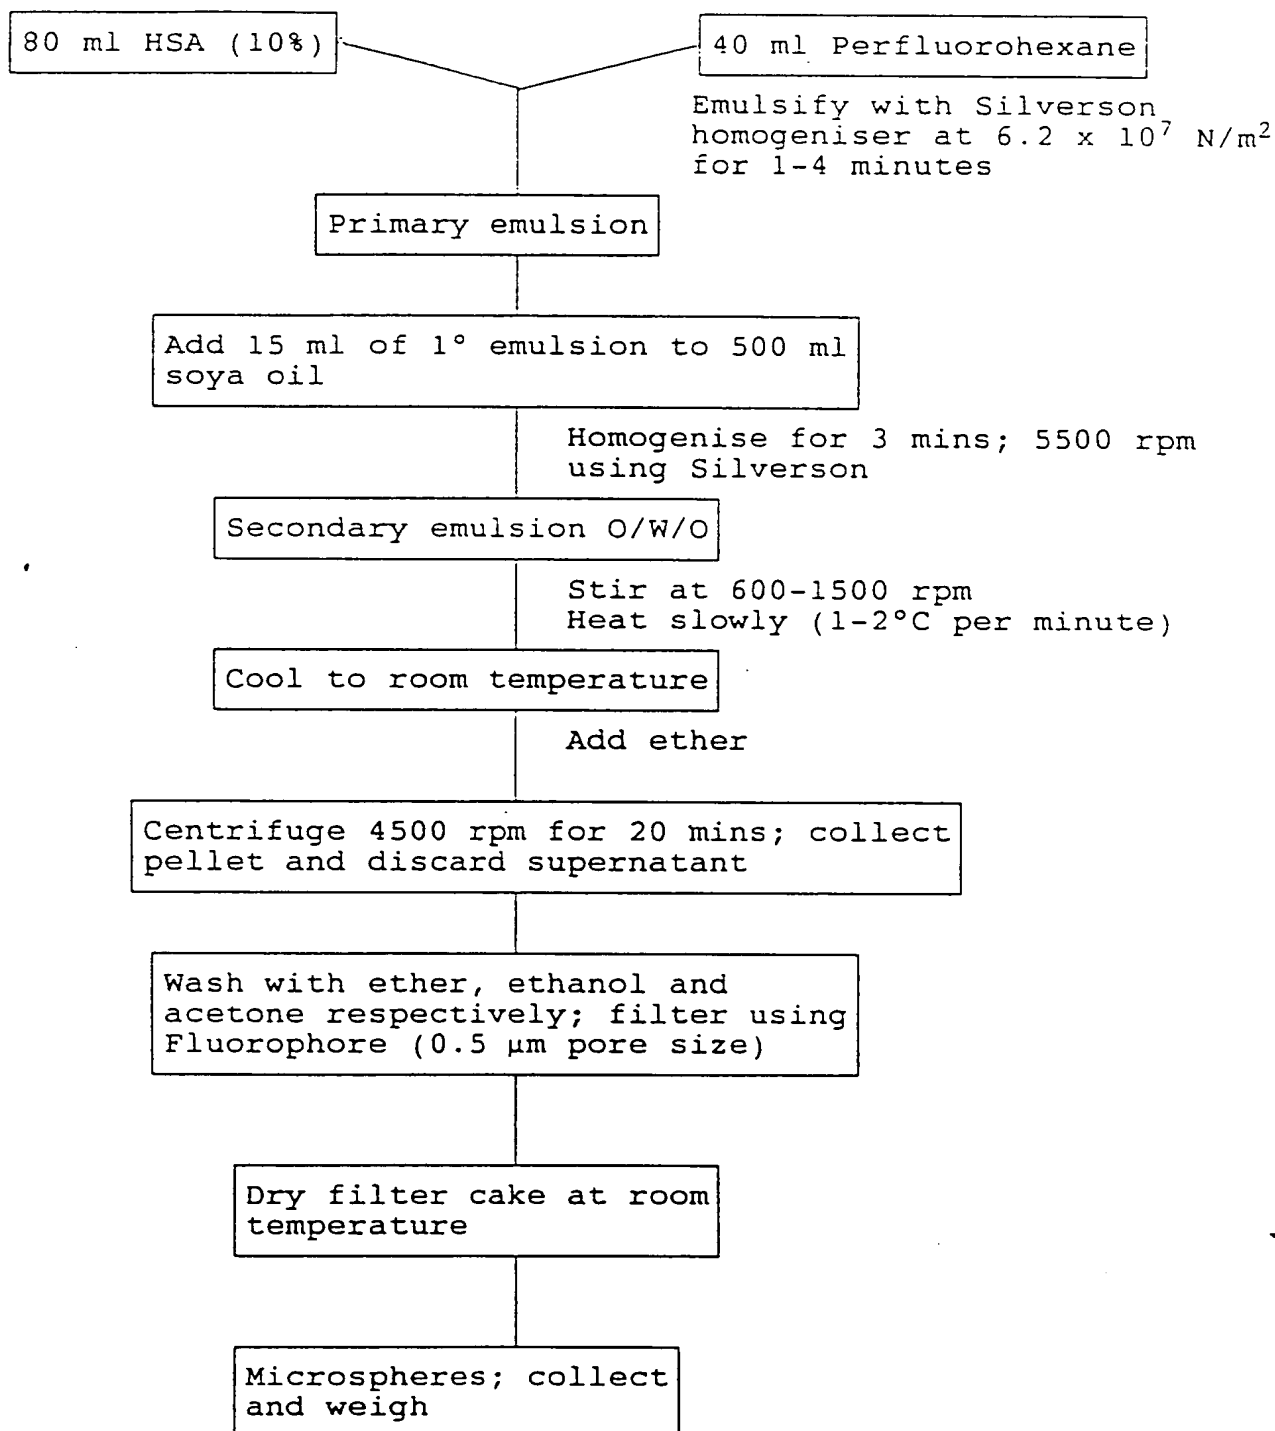 80 ml HSA (10%)
40 ml Perfluorohexane
Emulsify with Silverson
homogeniser at 6.2 x 10⁷ N/m²
for 1-4 minutes
Primary emulsion
Add 15 ml of 1° emulsion to 500 ml
soya oil
Homogenise for 3 mins; 5500 rpm
using Silverson
Secondary emulsion O/W/O
Stir at 600-1500 rpm
Heat slowly (1-2°C per minute)
Cool to room temperature
Add ether
Centrifuge 4500 rpm for 20 mins; collect
pellet and discard supernatant
Wash with ether, ethanol and
acetone respectively; filter using
Fluorophore (0.5 µm pore size)
Dry filter cake at room
temperature
Microspheres; collect
and weigh